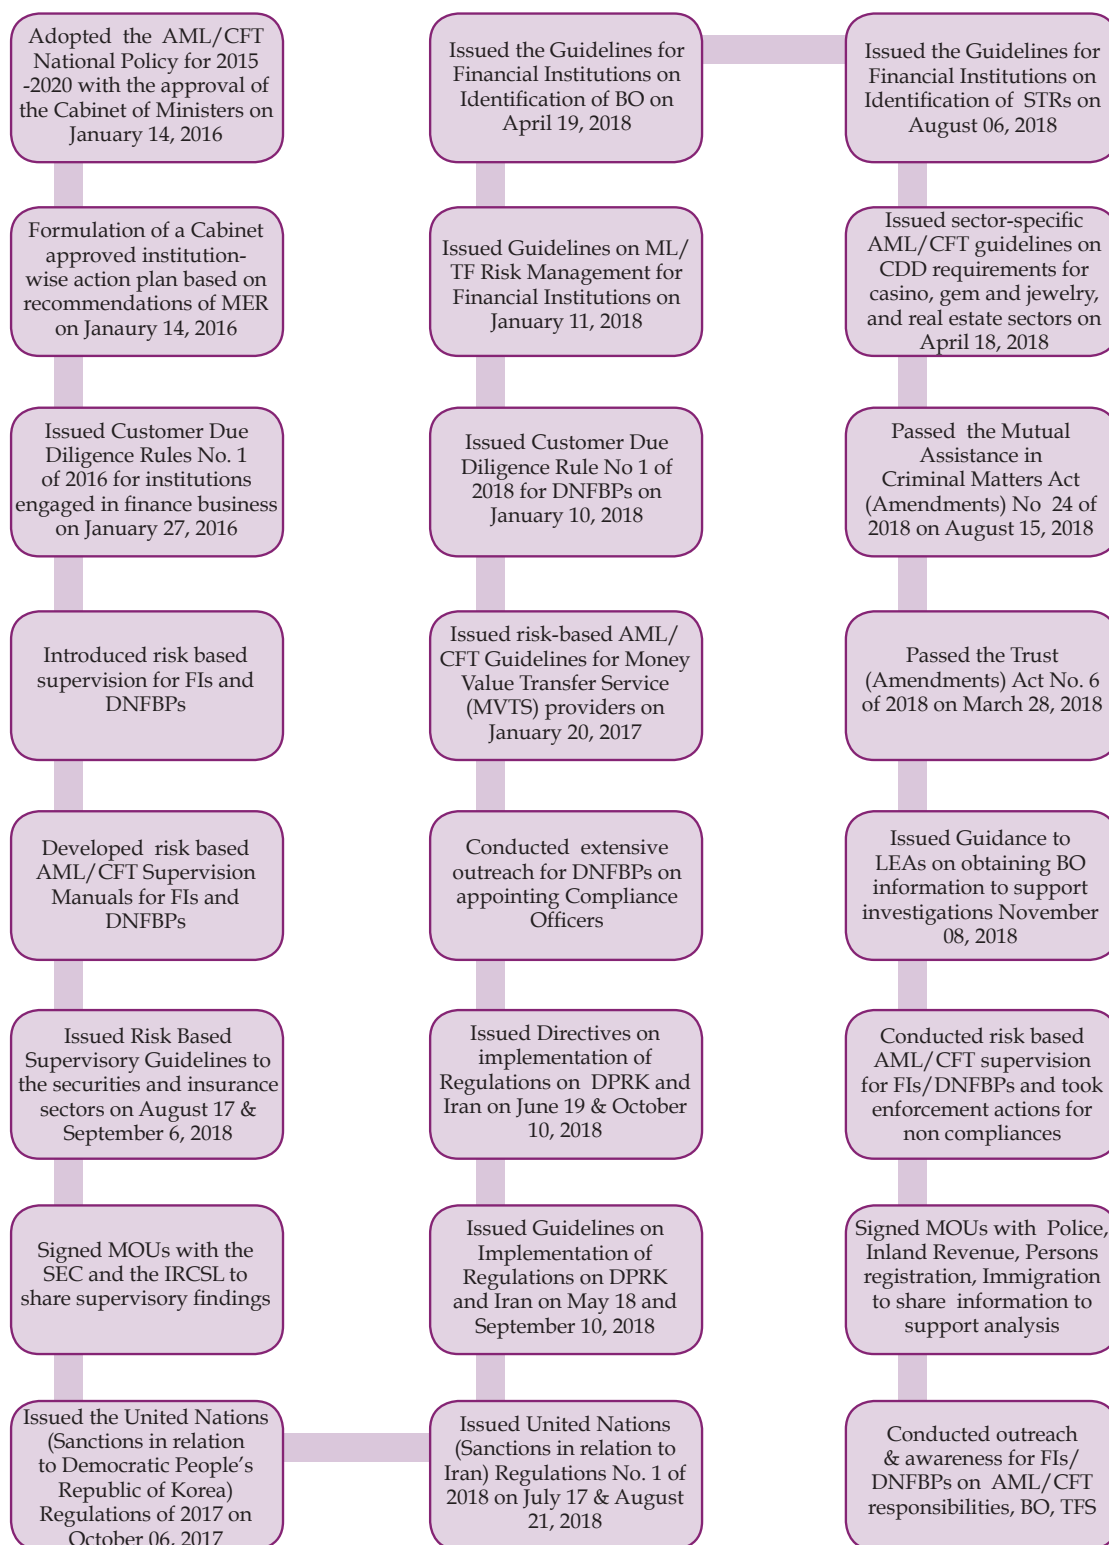 Adopted the AML/CFT
National Policy for 2015
-2020 with the approval of
the Cabinet of Ministers on
January 14, 2016
Formulation of a Cabinet
approved institution-
wise action plan based on
recommendations of MER
on Janaury 14, 2016
Issued Customer Due
Diligence Rules No. 1
of 2016 for institutions
engaged in finance business
on January 27, 2016
Introduced risk based
supervision for FIs and
DNFBPs
Developed risk based
AML/CFT Supervision
Manuals for FIs and
DNFBPs
Issued Risk Based
Supervisory Guidelines to
the securities and insurance
sectors on August 17 &
September 6, 2018
Signed MOUs with the
SEC and the IRCSL to
share supervisory findings
Issued the United Nations
(Sanctions in relation
to Democratic People's
Republic of Korea)
Regulations of 2017 on
October 06, 2017
Issued United Nations
(Sanctions in relation to
Iran) Regulations No. 1 of
2018 on July 17 & August
21, 2018
Issued Guidelines on
Implementation of
Regulations on DPRK
and Iran on May 18 and
September 10, 2018
Issued Directives on
implementation of
Regulations on DPRK and
Iran on June 19 & October
10, 2018
Conducted extensive
outreach for DNFBPs on
appointing Compliance
Officers
Issued risk-based AML/
CFT Guidelines for Money
Value Transfer Service
(MVTS) providers on
January 20, 2017
Issued Customer Due
Diligence Rule No 1 of
2018 for DNFBPs on
January 10, 2018
Issued Guidelines on ML/
TF Risk Management for
Financial Institutions on
January 11, 2018
Issued the Guidelines for
Financial Institutions on
Identification of BO on
April 19, 2018
Issued the Guidelines for
Financial Institutions on
Identification of STRs on
August 06, 2018
Issued sector-specific
AML/CFT guidelines on
CDD requirements for
casino, gem and jewelry,
and real estate sectors on
April 18, 2018
Passed the Mutual
Assistance in
Criminal Matters Act
(Amendments) No 24 of
2018 on August 15, 2018
Passed the Trust
(Amendments) Act No. 6
of 2018 on March 28, 2018
Issued Guidance to
LEAs on obtaining BO
information to support
investigations November
08, 2018
Conducted risk based
AML/CFT supervision
for FIs/DNFBPs and took
enforcement actions for
non compliances
Signed MOUs with Police,
Inland Revenue, Persons
registration, Immigration
to share information to
support analysis
Conducted outreach
& awareness for FIs/
DNFBPs on AML/CFT
responsibilities, BO, TFS